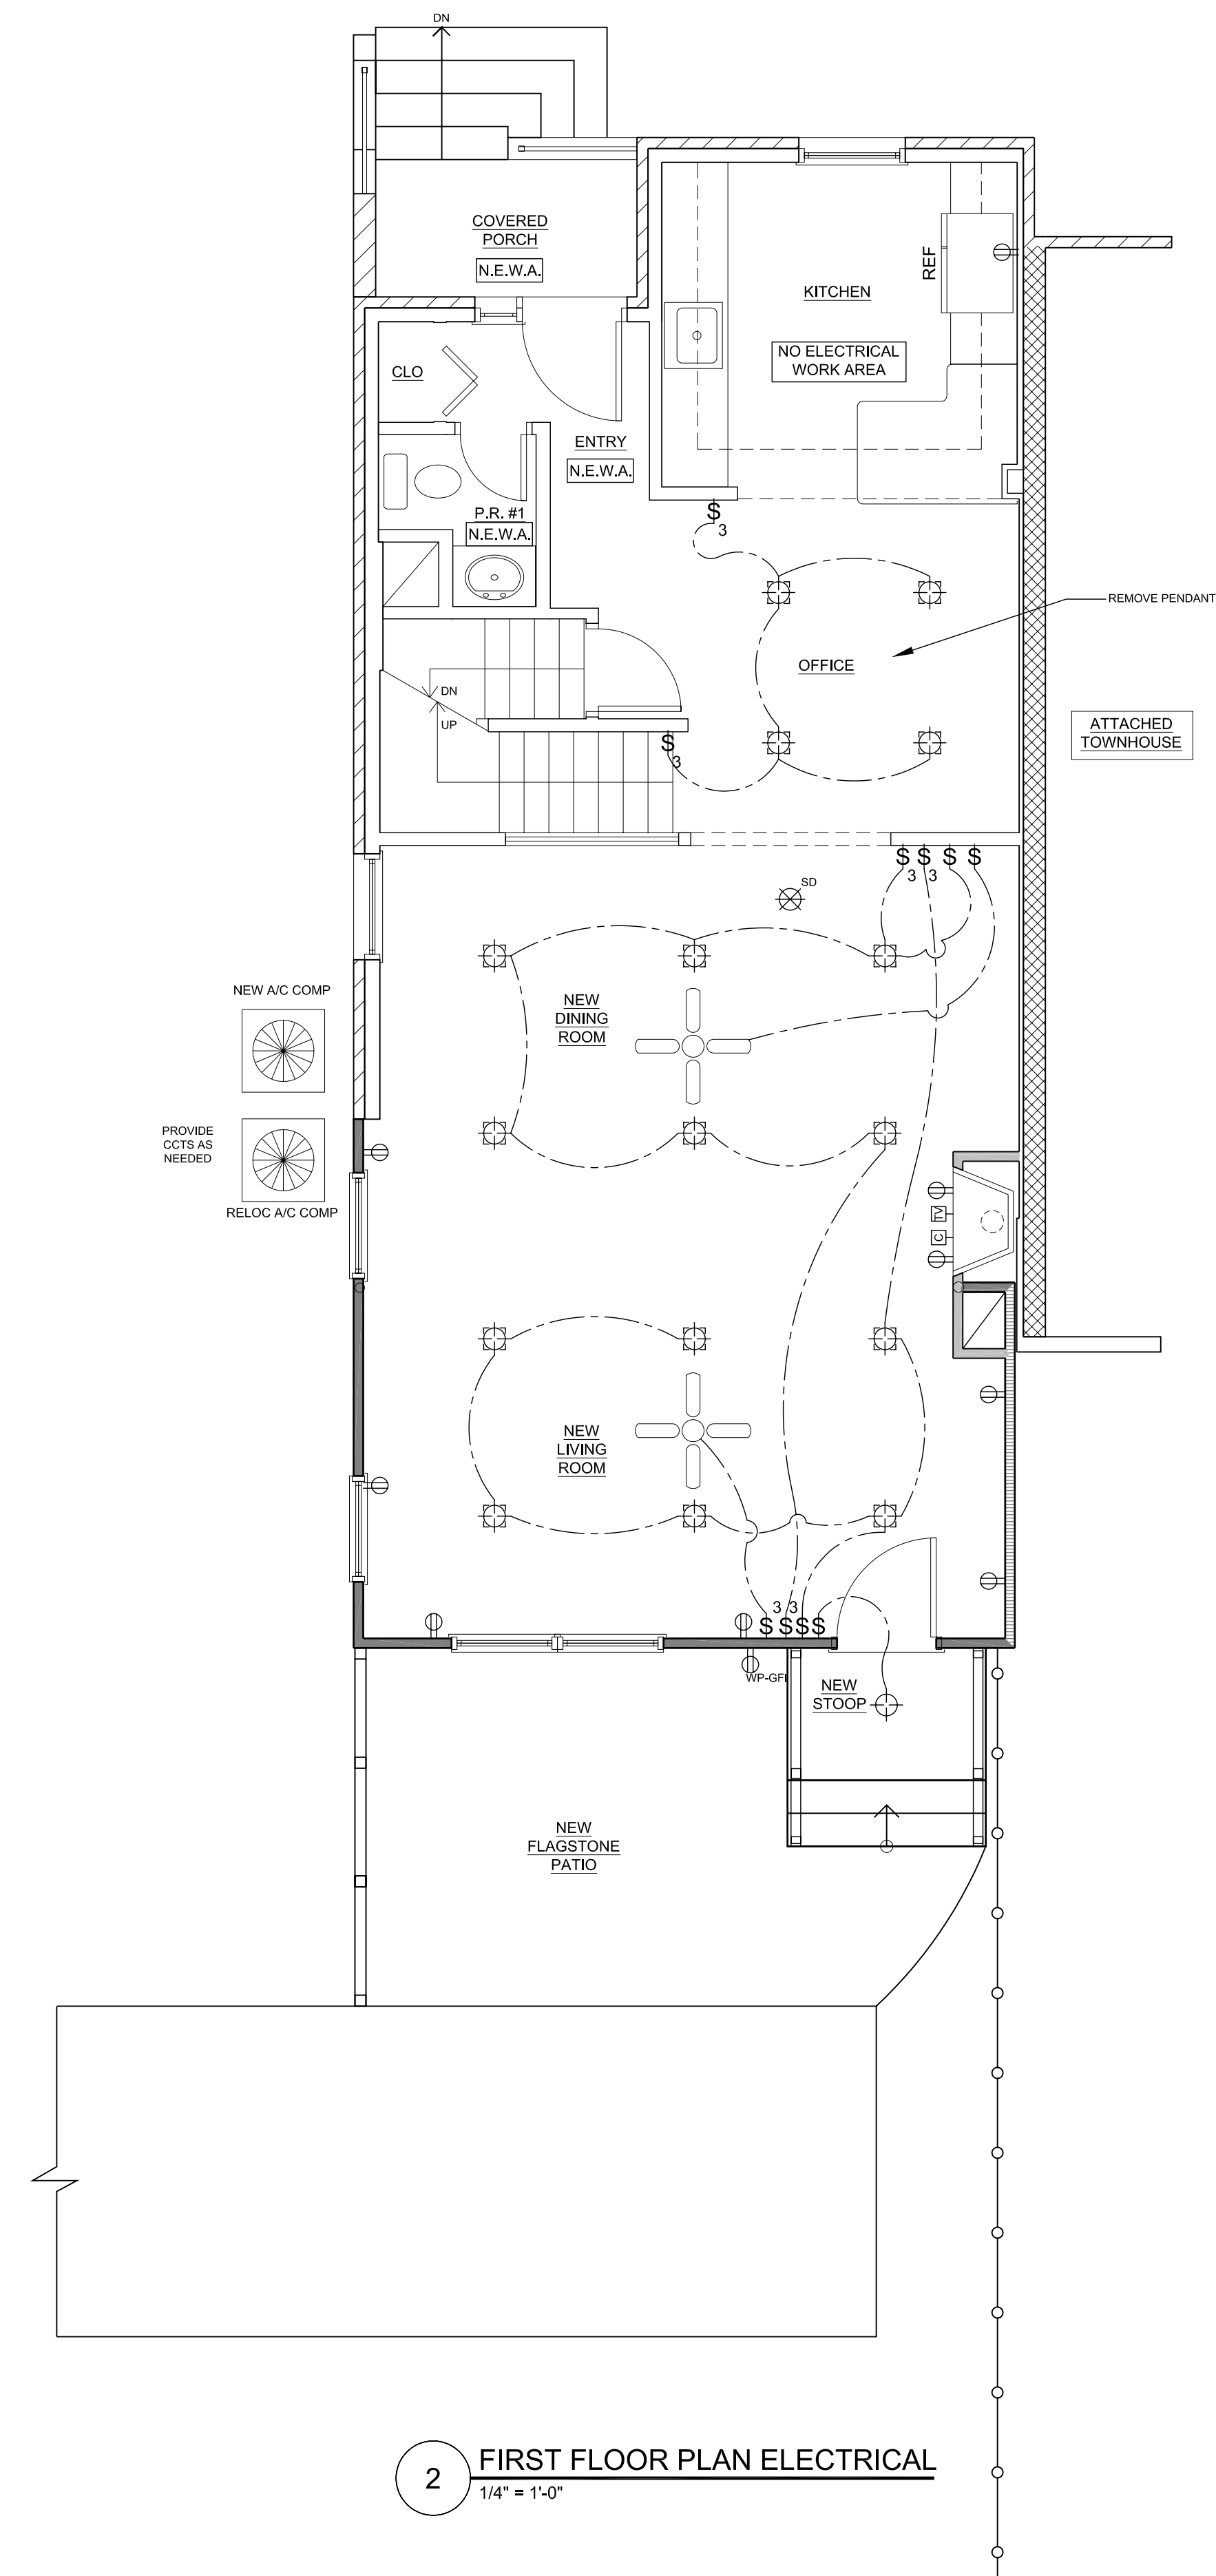 DN
COVERED
PORCH
N.E.W.A.
KITCHEN
REF
NO ELECTRICAL
WORK AREA
CLO
ENTRY
N.E.W.A.
P.R. #1
N.E.W.A.
$
3
REMOVE PENDANT
OFFICE
DN
UP
$
3
ATTACHED
TOWNHOUSE
$ $ $ $
3 3
SD
NEW A/C COMP
NEW
DINING
ROOM
PROVIDE
CCTS AS
NEEDED
RELOC A/C COMP
TV
C
NEW
LIVING
ROOM
3 3
$ $ $ $
WP-GFI
NEW
STOOP
NEW
FLAGSTONE
PATIO
2
FIRST FLOOR PLAN ELECTRICAL
1/4" = 1'-0"